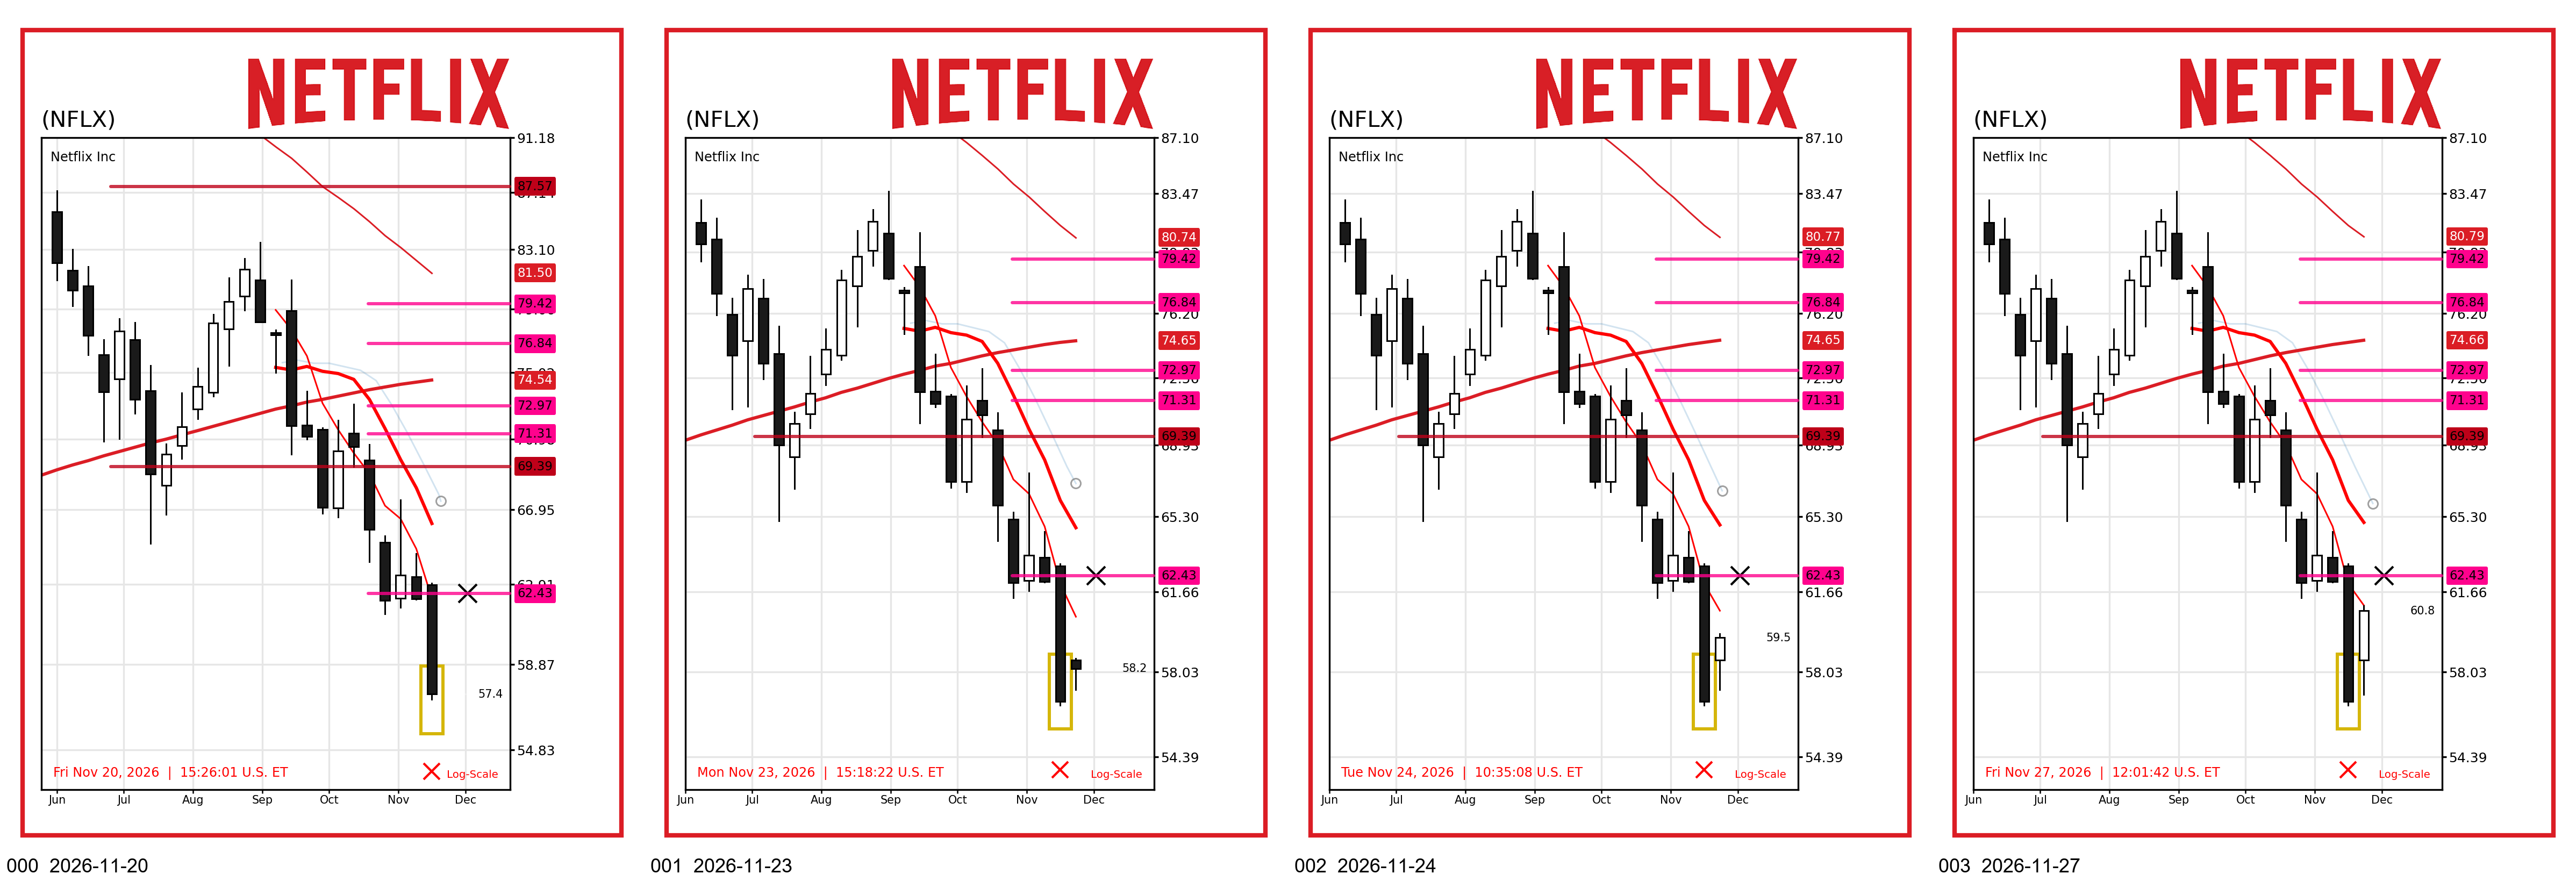 NETFLIX
(NFLX)
Netflix Inc
91.18
87.57
83.10
81.50
79.42
76.84
74.54
72.97
71.31
69.39
66.95
62.43
58.87
57.4
54.83
Fri Nov 20, 2026 | 15:26:01 U.S. ET
Log-Scale
Jun Jul Aug Sep Oct Nov Dec
000 2026-11-20
NETFLIX
(NFLX)
Netflix Inc
87.10
83.47
80.74
79.42
76.84
76.20
74.65
72.97
71.31
69.39
65.30
62.43
61.66
58.2
58.03
54.39
Mon Nov 23, 2026 | 15:18:22 U.S. ET
Log-Scale
Jun Jul Aug Sep Oct Nov Dec
001 2026-11-23
NETFLIX
(NFLX)
Netflix Inc
87.10
83.47
80.77
79.42
76.84
76.20
74.65
72.97
71.31
69.39
65.30
62.43
61.66
59.5
58.03
54.39
Tue Nov 24, 2026 | 10:35:08 U.S. ET
Log-Scale
Jun Jul Aug Sep Oct Nov Dec
002 2026-11-24
NETFLIX
(NFLX)
Netflix Inc
87.10
83.47
80.79
79.42
76.84
76.20
74.66
72.97
71.31
69.39
65.30
62.43
61.66
60.8
58.03
54.39
Fri Nov 27, 2026 | 12:01:42 U.S. ET
Log-Scale
Jun Jul Aug Sep Oct Nov Dec
003 2026-11-27